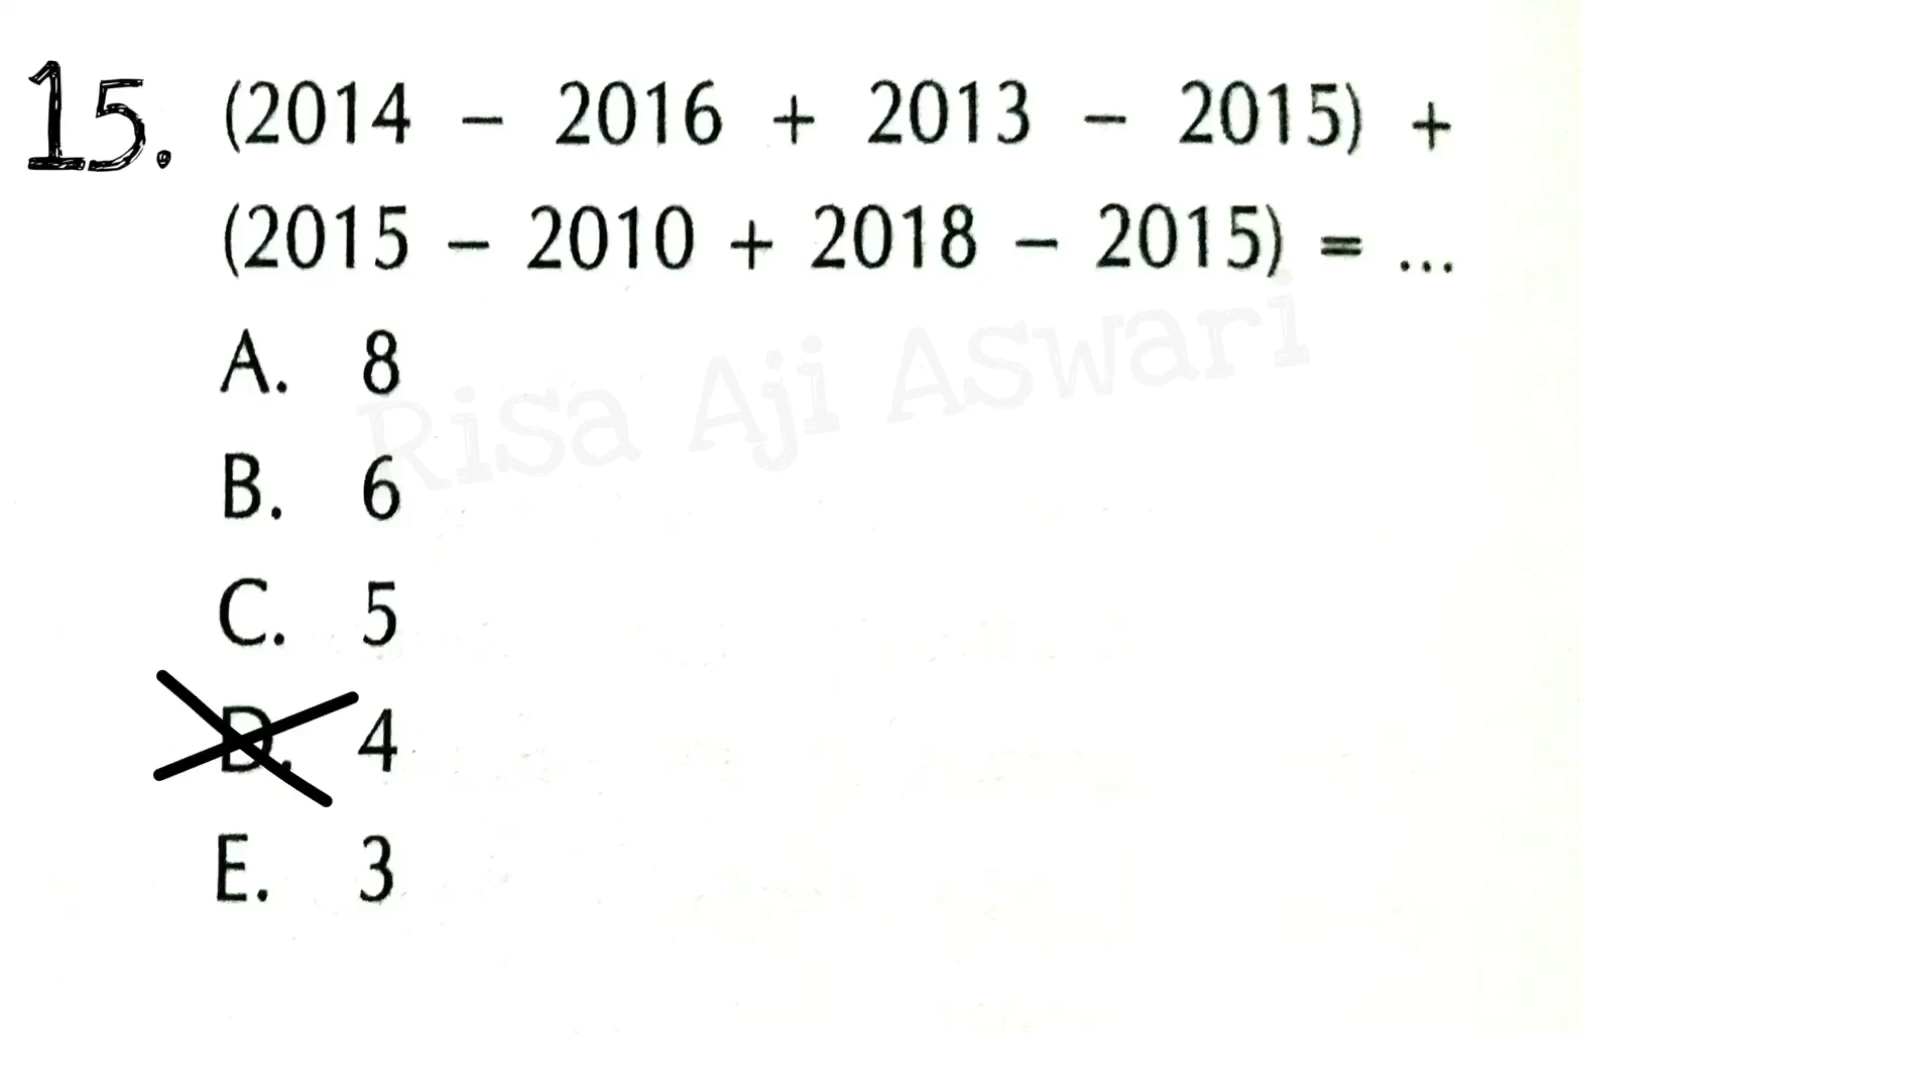 15. (2014 – 2016 + 2013 – 2015) +
(2015 – 2010 + 2018 – 2015) = ...
Risa Aji Aswari
A. 8
B. 6
C. 5
D. 4
E. 3